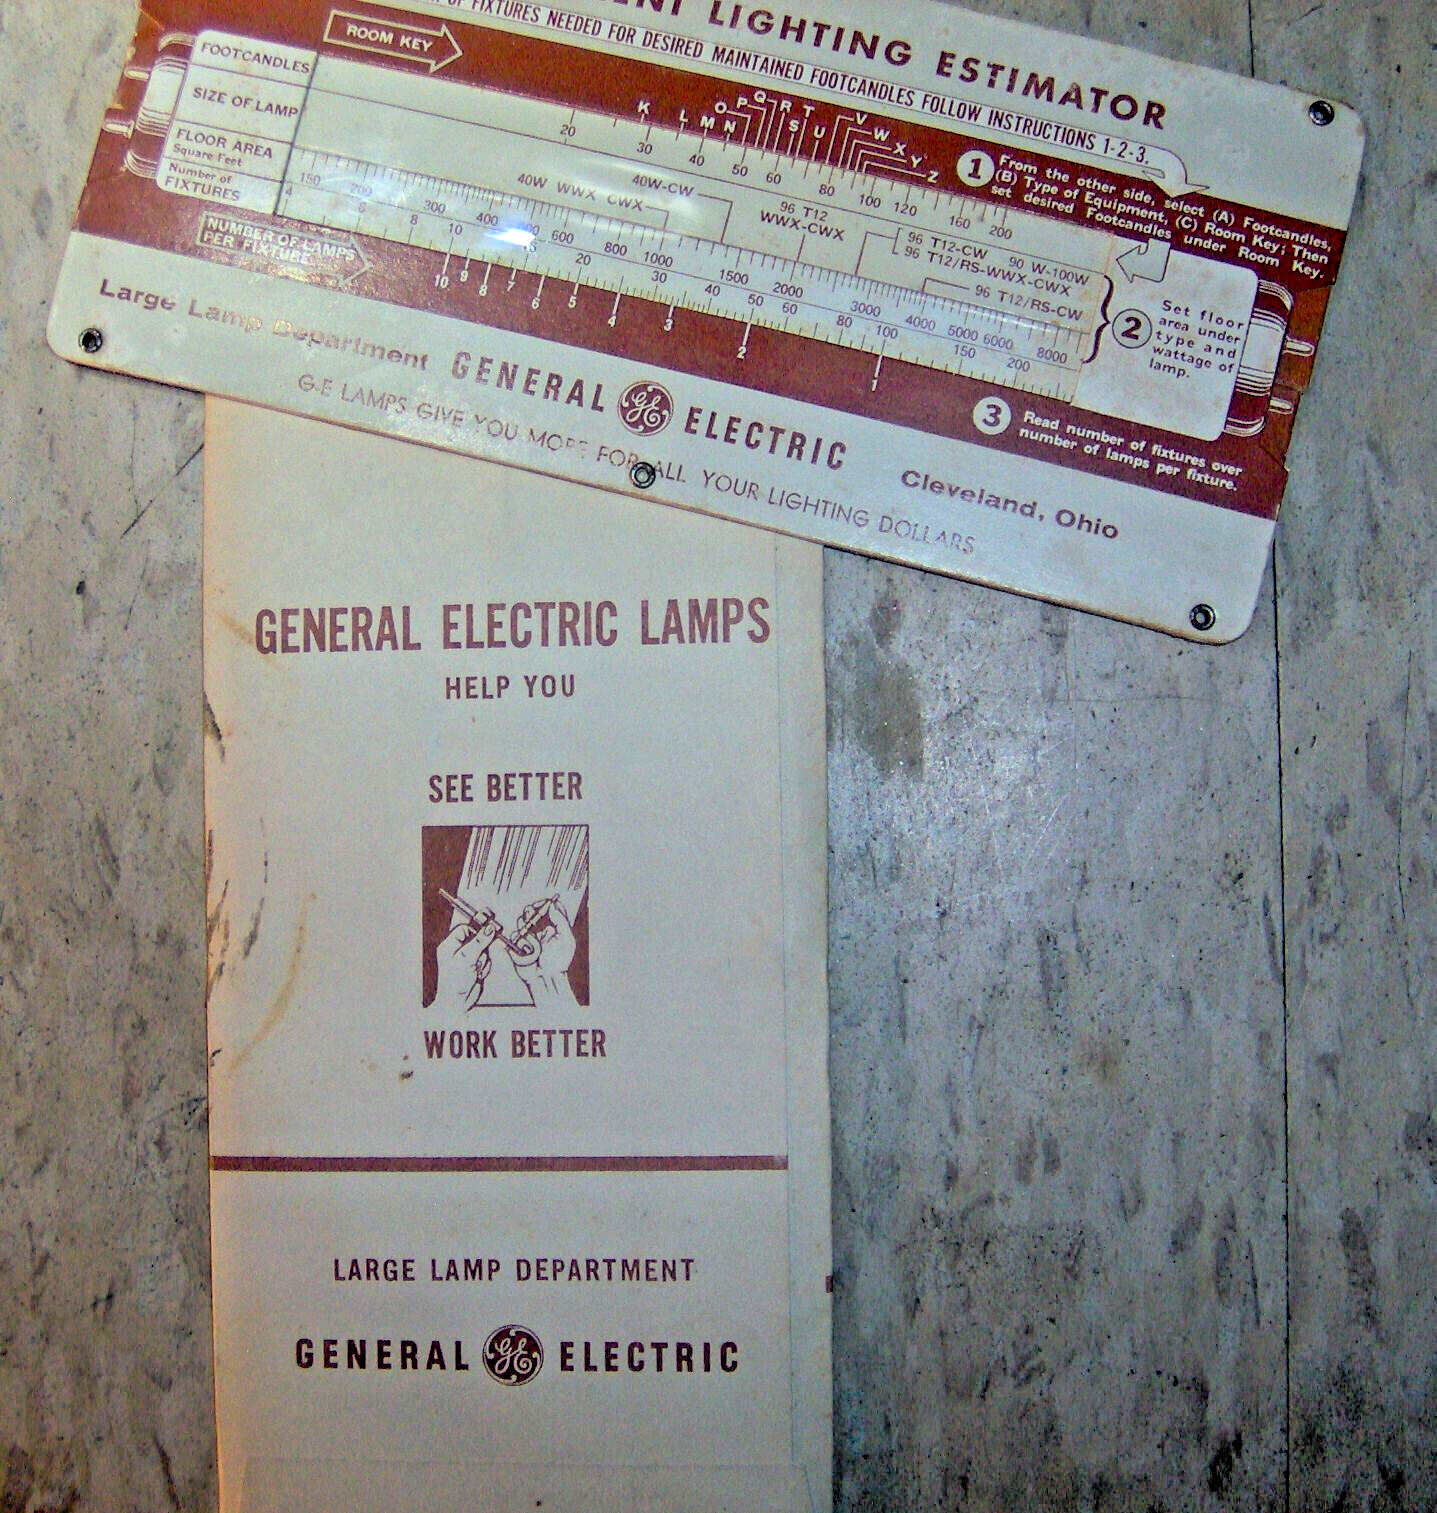 LIGHTING ESTIMATOR
OF FIXTURES NEEDED FOR DESIRED MAINTAINED FOOTCANDLES FOLLOW INSTRUCTIONS 1-2-3.
ROOM KEY
K L M N O P Q R S T U V W X Y Z
FOOTCANDLES
20 30 40 50 60 80 100 120 160 200
SIZE OF LAMP
40W WWX CWX
40W-CW
96 T12
WWX-CWX
96 T12-CW 90 W-100W
96 T12/RS-WWX-CWX
96 T12/RS-CW
FLOOR AREA
Square Feet
150 200 300 400 500 600 800 1000 1500 2000 3000 4000 5000 6000 8000
Number of
FIXTURES
4 6 8 10 15 20 30 40 50 60 80 100 150 200
NUMBER OF LAMPS
PER FIXTURE
10 9 8 7 6 5 4 3 2 1
1 From the other side, select (A) Footcandles,
(B) Type of Equipment, (C) Room Key; Then
set desired Footcandles under Room Key.
2 Set floor
area under
type and
wattage of
lamp.
3 Read number of fixtures over
number of lamps per fixture.
Large Lamp Department GENERAL GE ELECTRIC Cleveland, Ohio
G-E LAMPS GIVE YOU MORE FOR ALL YOUR LIGHTING DOLLARS
GENERAL ELECTRIC LAMPS
HELP YOU
SEE BETTER
WORK BETTER
LARGE LAMP DEPARTMENT
GENERAL GE ELECTRIC